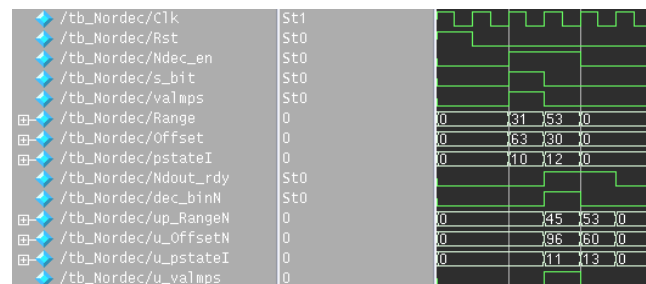 /tb_Nordec/Clk St1
/tb_Nordec/Rst St0
/tb_Nordec/Ndec_en St0
/tb_Nordec/s_bit St0
/tb_Nordec/valmps St0
/tb_Nordec/Range 0 0 31 53 0
/tb_Nordec/Offset 0 0 63 30 0
/tb_Nordec/pstateI 0 0 10 12 0
/tb_Nordec/Ndout_rdy St0
/tb_Nordec/dec_binN St0
/tb_Nordec/up_RangeN 0 0 45 53 0
/tb_Nordec/u_OffsetN 0 0 96 60 0
/tb_Nordec/u_pstateI 0 0 11 13 0
/tb_Nordec/u_valmps 0